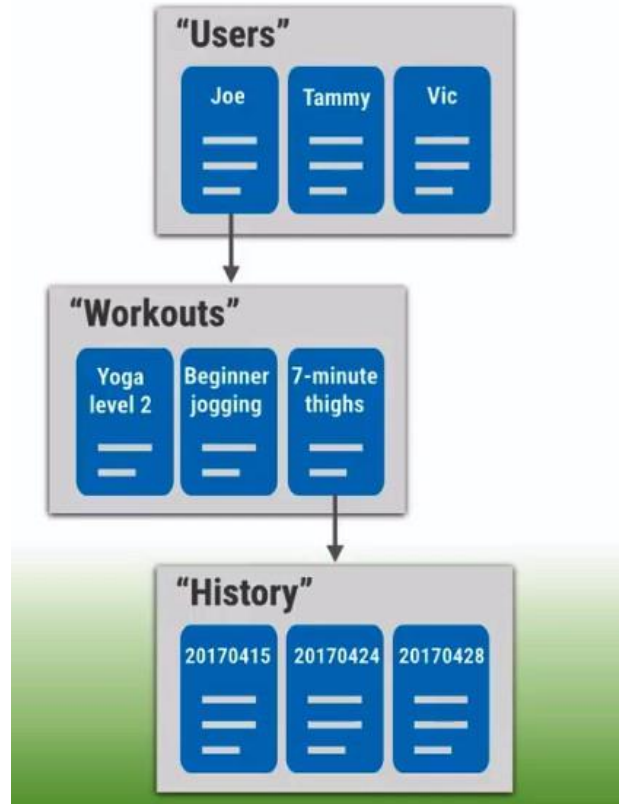 “Users”
Joe
Tammy
Vic
“Workouts”
Yoga
level 2
Beginner
jogging
7-minute
thighs
“History”
20170415
20170424
20170428